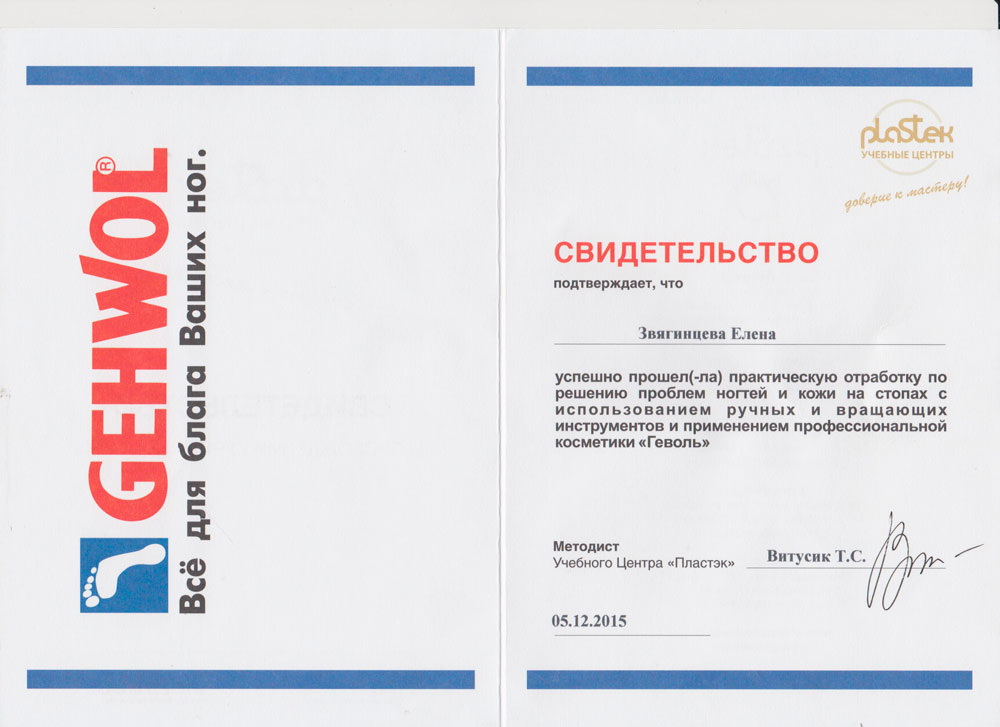 GEHWOL®
Всё для блага Ваших ног.
plastek
УЧЕБНЫЕ ЦЕНТРЫ
доверие к мастеру!
СВИДЕТЕЛЬСТВО
подтверждает, что
Звягинцева Елена
успешно прошел(-ла) практическую отработку по
решению проблем ногтей и кожи на стопах с
использованием ручных и вращающих
инструментов и применением профессиональной
косметики «Геволь»
Методист
Учебного Центра «Пластэк» Витусик Т.С.
05.12.2015